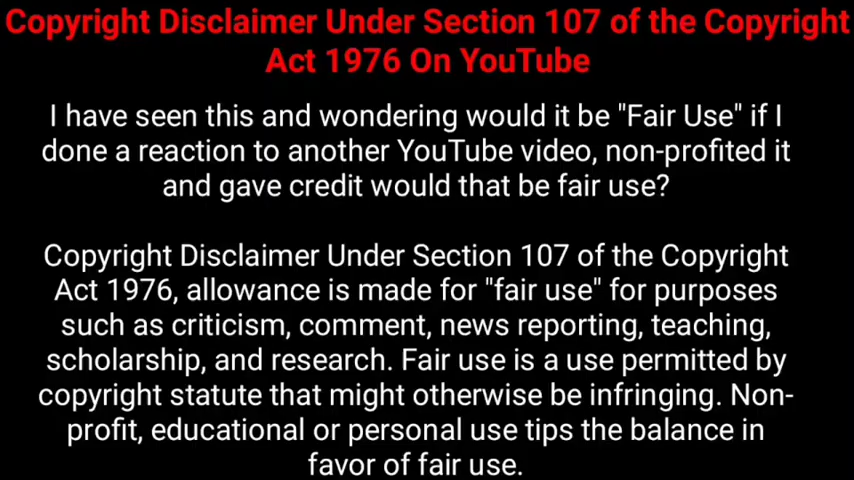 Copyright Disclaimer Under Section 107 of the Copyright
Act 1976 On YouTube
I have seen this and wondering would it be "Fair Use" if I
done a reaction to another YouTube video, non-profited it
and gave credit would that be fair use?
Copyright Disclaimer Under Section 107 of the Copyright
Act 1976, allowance is made for "fair use" for purposes
such as criticism, comment, news reporting, teaching,
scholarship, and research. Fair use is a use permitted by
copyright statute that might otherwise be infringing. Non-
profit, educational or personal use tips the balance in
favor of fair use.